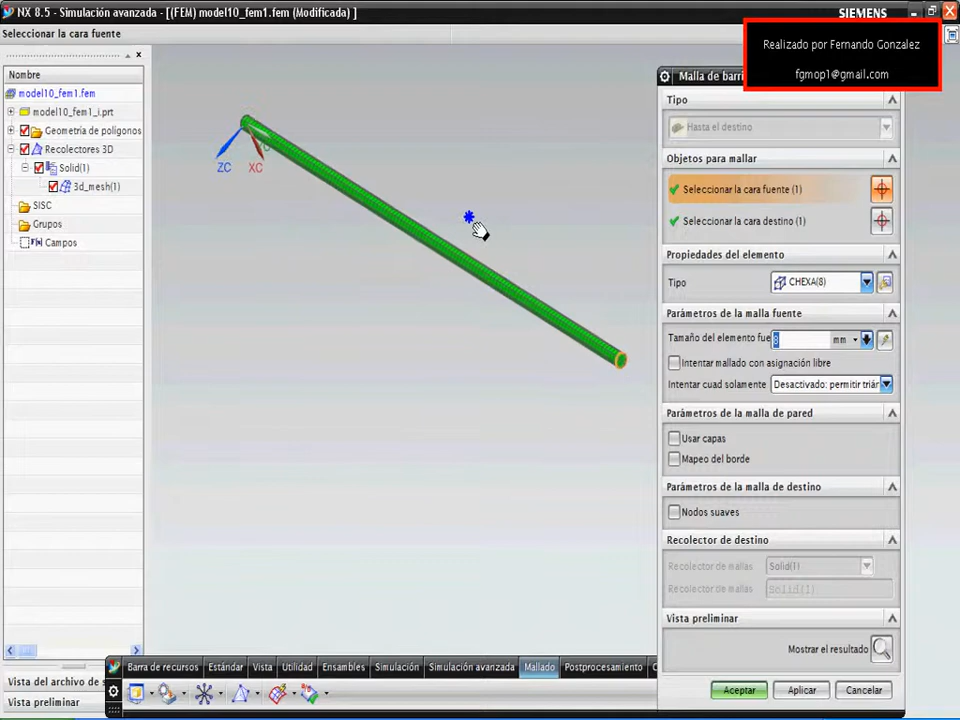 NX 8.5 - Simulación avanzada - [(FEM) model10_fem1.fem (Modificada) ]
SIEMENS
Seleccionar la cara fuente
Realizado por Fernando Gonzalez
fgmop1@gmail.com
Nombre
model10_fem1.fem
model10_fem1_i.prt
Geometría de polígonos
Recolectores 3D
Solid(1)
3d_mesh(1)
SISC
Grupos
Campos
ZC
XC
Malla de barri
Tipo
Hasta el destino
Objetos para mallar
Seleccionar la cara fuente (1)
Seleccionar la cara destino (1)
Propiedades del elemento
Tipo
CHEXA(8)
Parámetros de la malla fuente
Tamaño del elemento fue
8
mm
Intentar mallado con asignación libre
Intentar cuad solamente
Desactivado: permitir trián
Parámetros de la malla de pared
Usar capas
Mapeo del borde
Parámetros de la malla de destino
Nodos suaves
Recolector de destino
Recolector de mallas
Solid(1)
Recolector de mallas
Solid(1)
Vista preliminar
Mostrar el resultado
Aceptar
Aplicar
Cancelar
Vista del archivo de s
Vista preliminar
Barra de recursos
Estándar
Vista
Utilidad
Ensambles
Simulación
Simulación avanzada
Mallado
Postprocesamiento